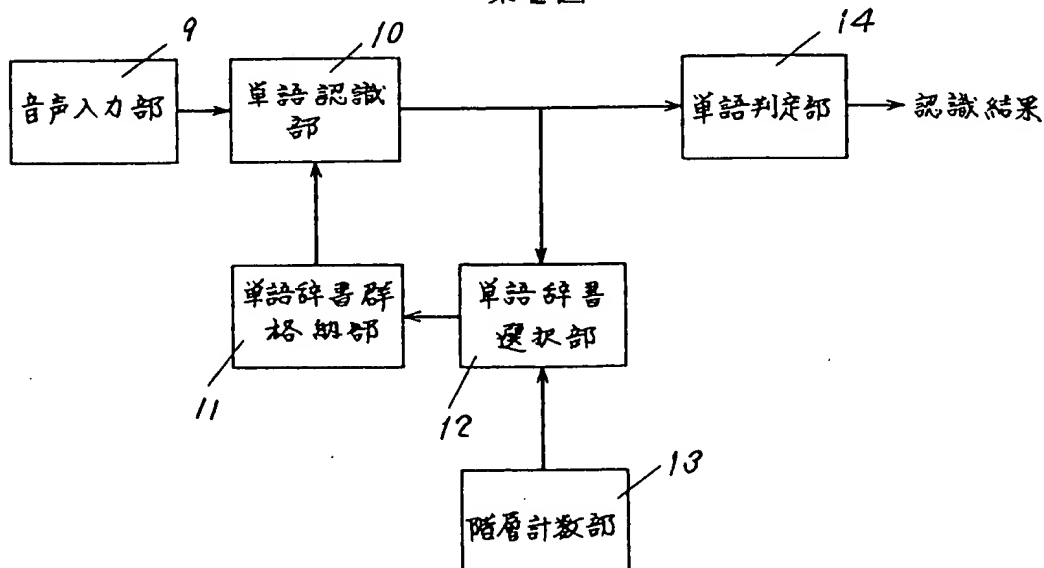 第2図
9
10
14
音声入力部
単語認識
部
単語判定部
認識結果
単語辞書群
格納部
単語辞書
選択部
11
12
13
階層計数部